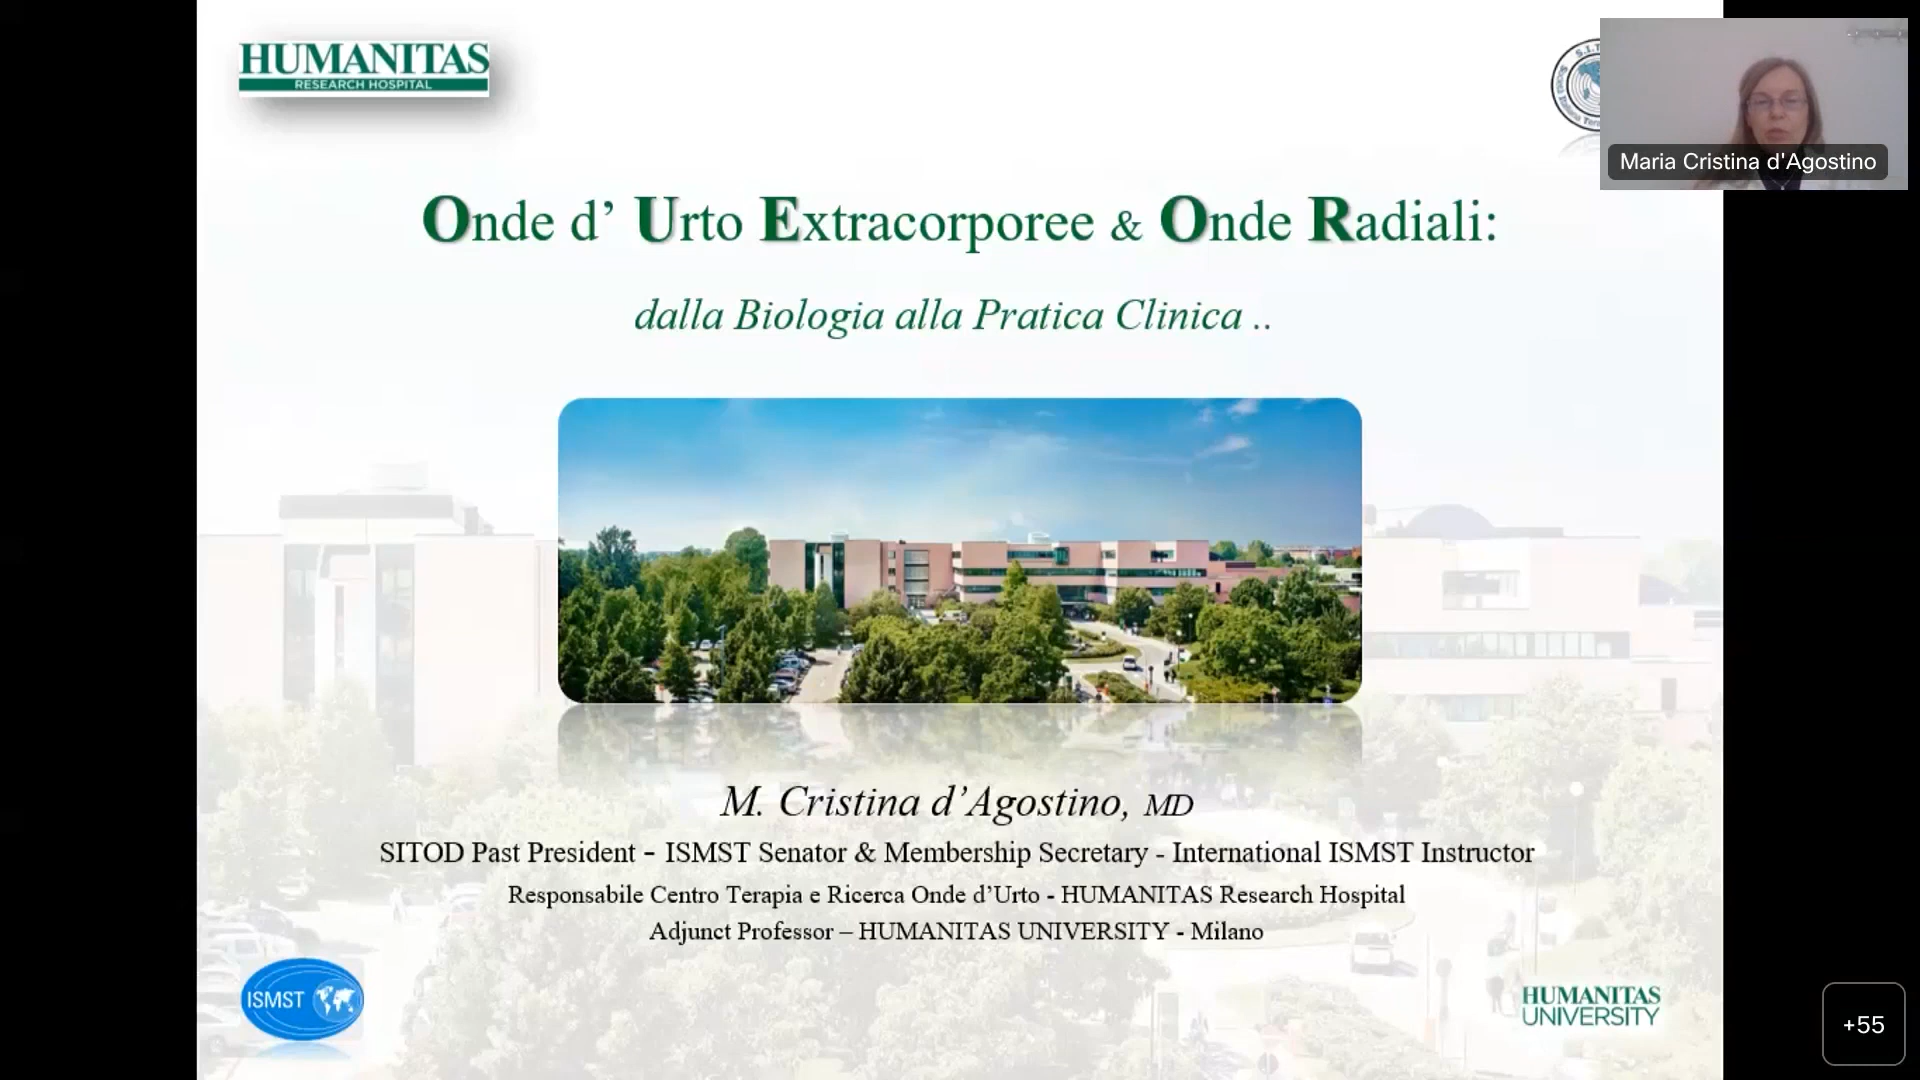 HUMANITAS
RESEARCH HOSPITAL
Maria Cristina d'Agostino
Onde d’ Urto Extracorporee & Onde Radiali:
dalla Biologia alla Pratica Clinica ..
M. Cristina d’Agostino, MD
SITOD Past President - ISMST Senator & Membership Secretary - International ISMST Instructor
Responsabile Centro Terapia e Ricerca Onde d’Urto - HUMANITAS Research Hospital
Adjunct Professor – HUMANITAS UNIVERSITY - Milano
ISMST
HUMANITAS
UNIVERSITY
+55